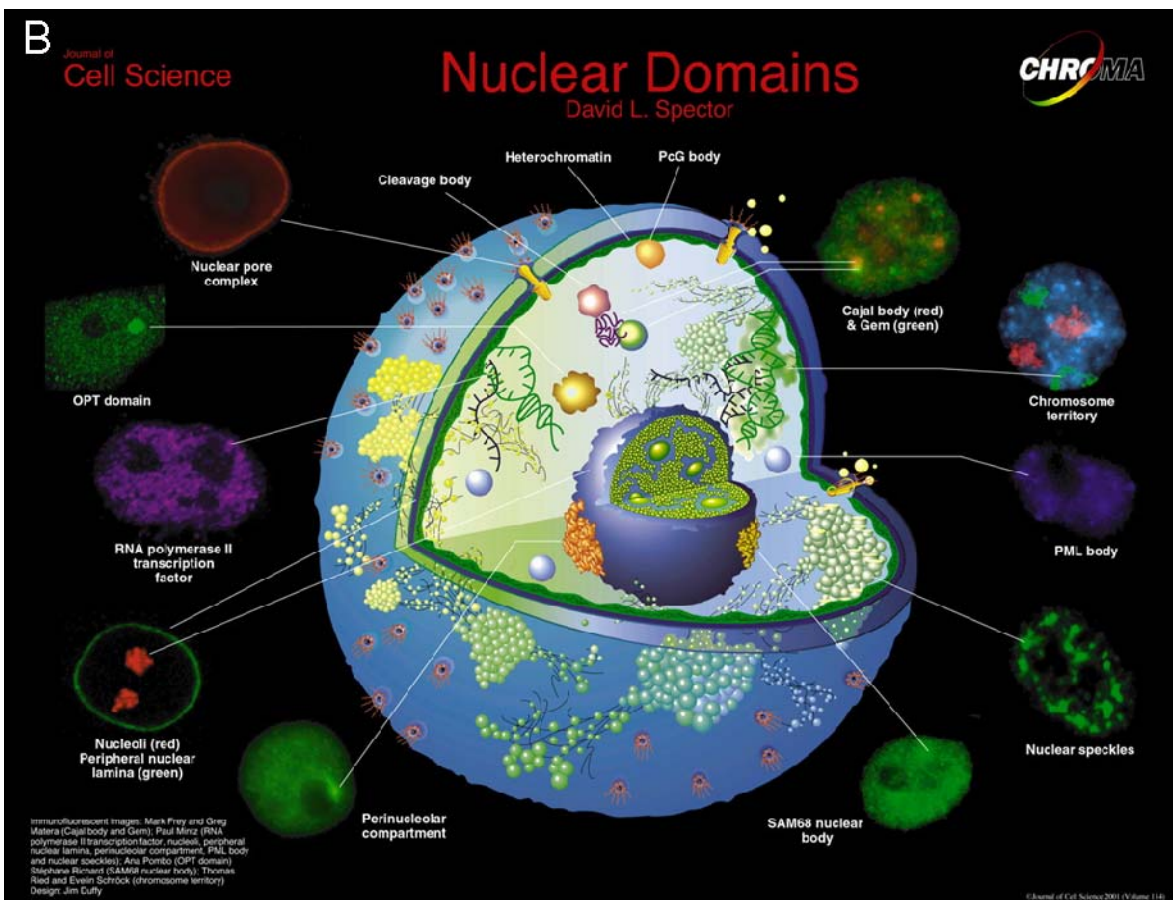 B
Journal of
Cell Science
Nuclear Domains
David L. Spector
CHROMA
Heterochromatin
PcG body
Cleavage body
Nuclear pore
complex
Cajal body (red)
& Gem (green)
OPT domain
Chromosome
territory
RNA polymerase II
transcription
factor
PML body
Nucleoli (red)
Peripheral nuclear
lamina (green)
Nuclear speckles
Perinucleolar
compartment
SAM68 nuclear
body
Immunofluorescent images: Mark Frey and Greg
Matera (Cajal body and Gem); Paul Mintz (RNA
polymerase II transcription factor, nucleoli, peripheral
nuclear lamina, perinucleolar compartment, PML body
and nuclear speckles); Ana Pombo (OPT domain)
Stéphane Richard (SAM68 nuclear body); Thomas
Ried and Evelin Schröck (chromosome territory)
Design: Jim Duffy
©Journal of Cell Science 2001 (Volume 114)